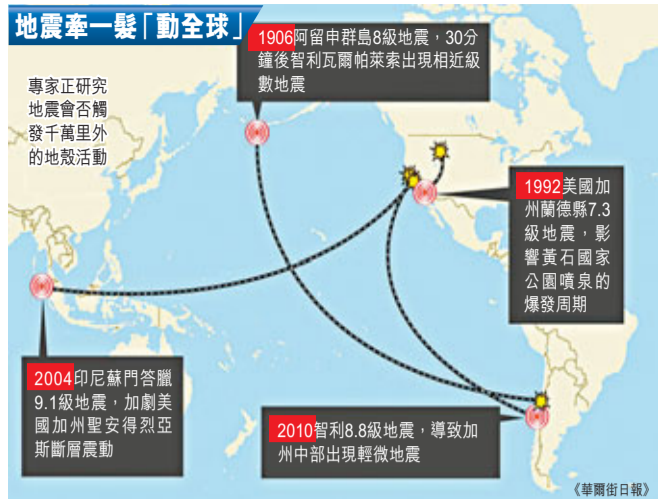 地震牽一髮「動全球」
專家正研究
地震會否觸
發千萬里外
的地殼活動
1906阿留申群島8級地震，30分
鐘後智利瓦爾帕萊索出現相近級
數地震
1992美國加
州蘭德縣7.3
級地震，影
響黃石國家
公園噴泉的
爆發周期
2004印尼蘇門答臘
9.1級地震，加劇美
國加州聖安得烈亞
斯斷層震動
2010智利8.8級地震，導致加
州中部出現輕微地震
《華爾街日報》